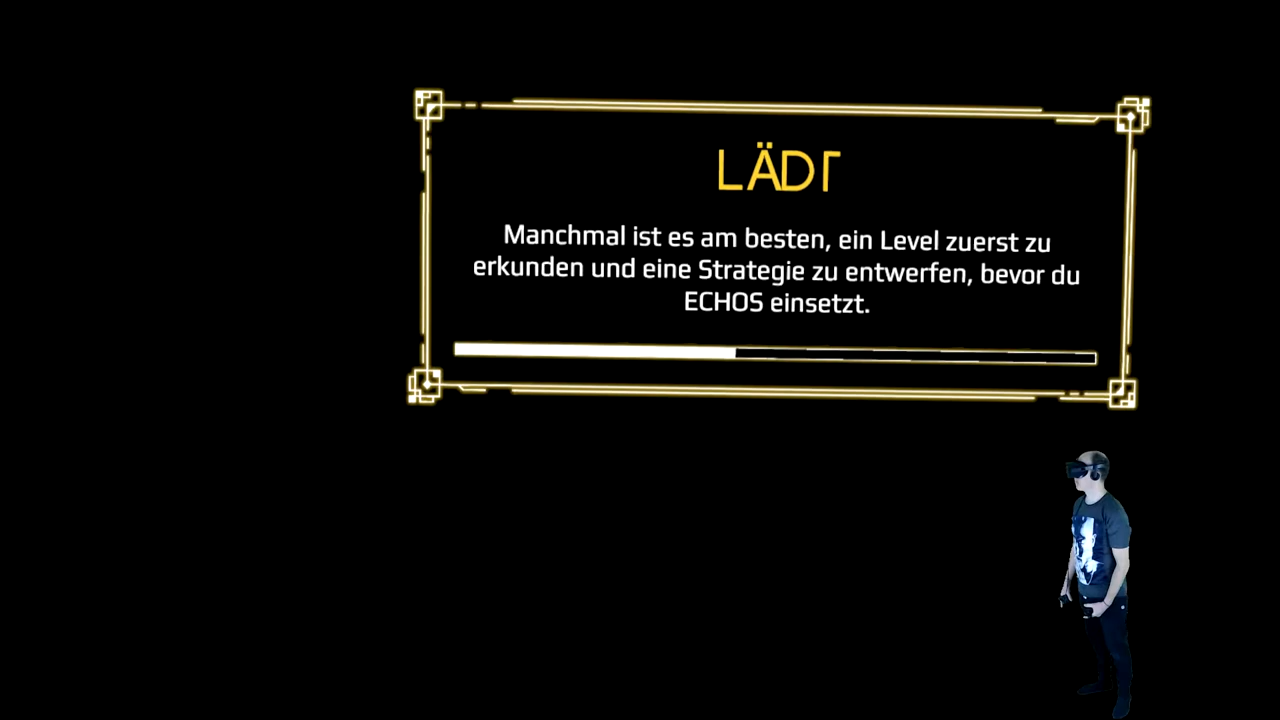 LÄDT
Manchmal ist es am besten, ein Level zuerst zu
erkunden und eine Strategie zu entwerfen, bevor du
ECHOS einsetzt.